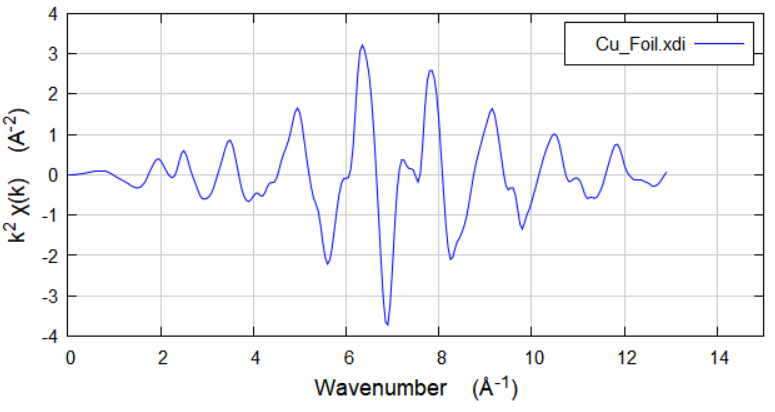 4
Cu_Foil.xdi
3
2
1
0
-1
-2
-3
-4
k² χ(k) (A⁻²)
0 2 4 6 8 10 12 14
Wavenumber (Å⁻¹)